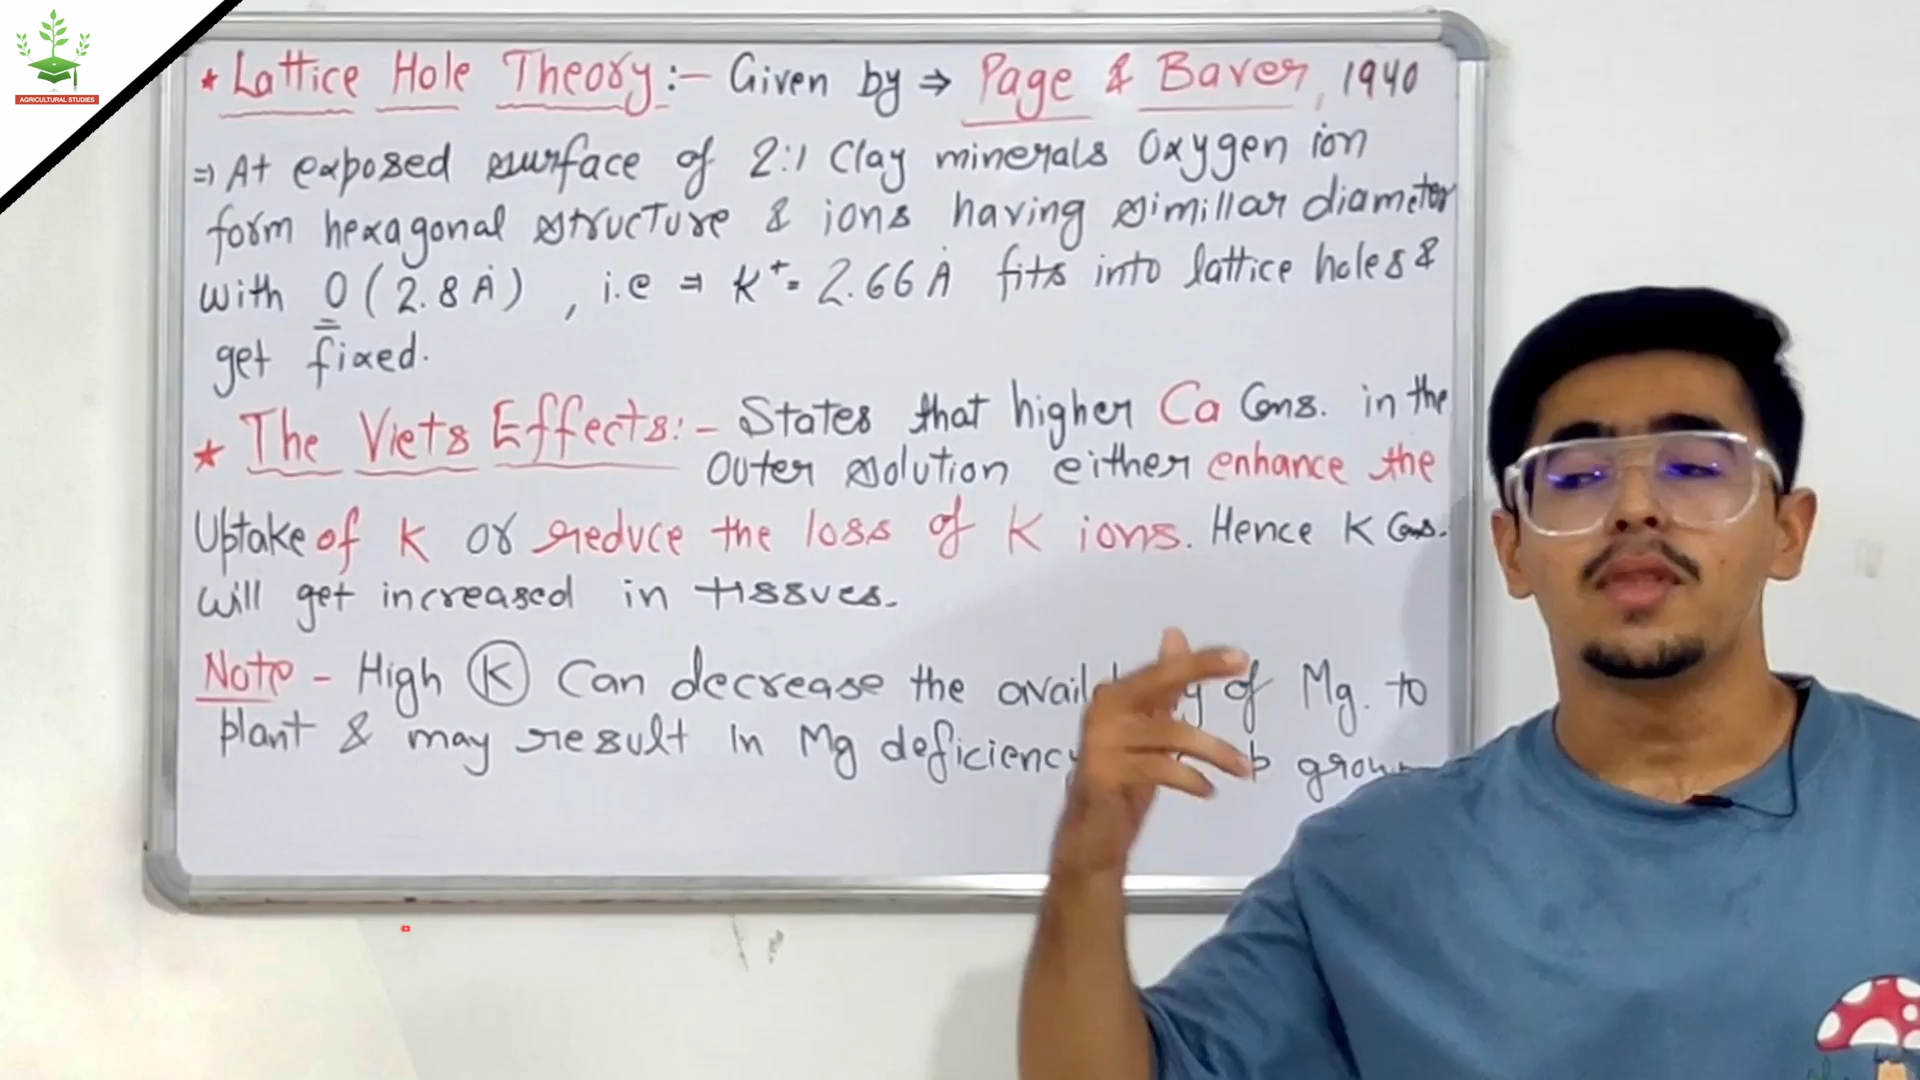 AGRICULTURAL STUDIES
* Lattice Hole Theory :- Given by ⇒ Page & Baver, 1940
⇒ At exposed surface of 2:1 Clay minerals Oxygen ion
form hexagonal structure & ions having simillar diameter
with O (2.8 Å) , i.e ⇒ K⁺ = 2.66 Å fits into lattice holes &
get fixed.
* The Viets Effects :- States that higher Ca Cons. in the
outer solution either enhance the
Uptake of K or reduce the loss of K ions. Hence K Cons.
will get increased in tissues.
Note - High K Can decrease the of Mg. to
plant & may result in Mg